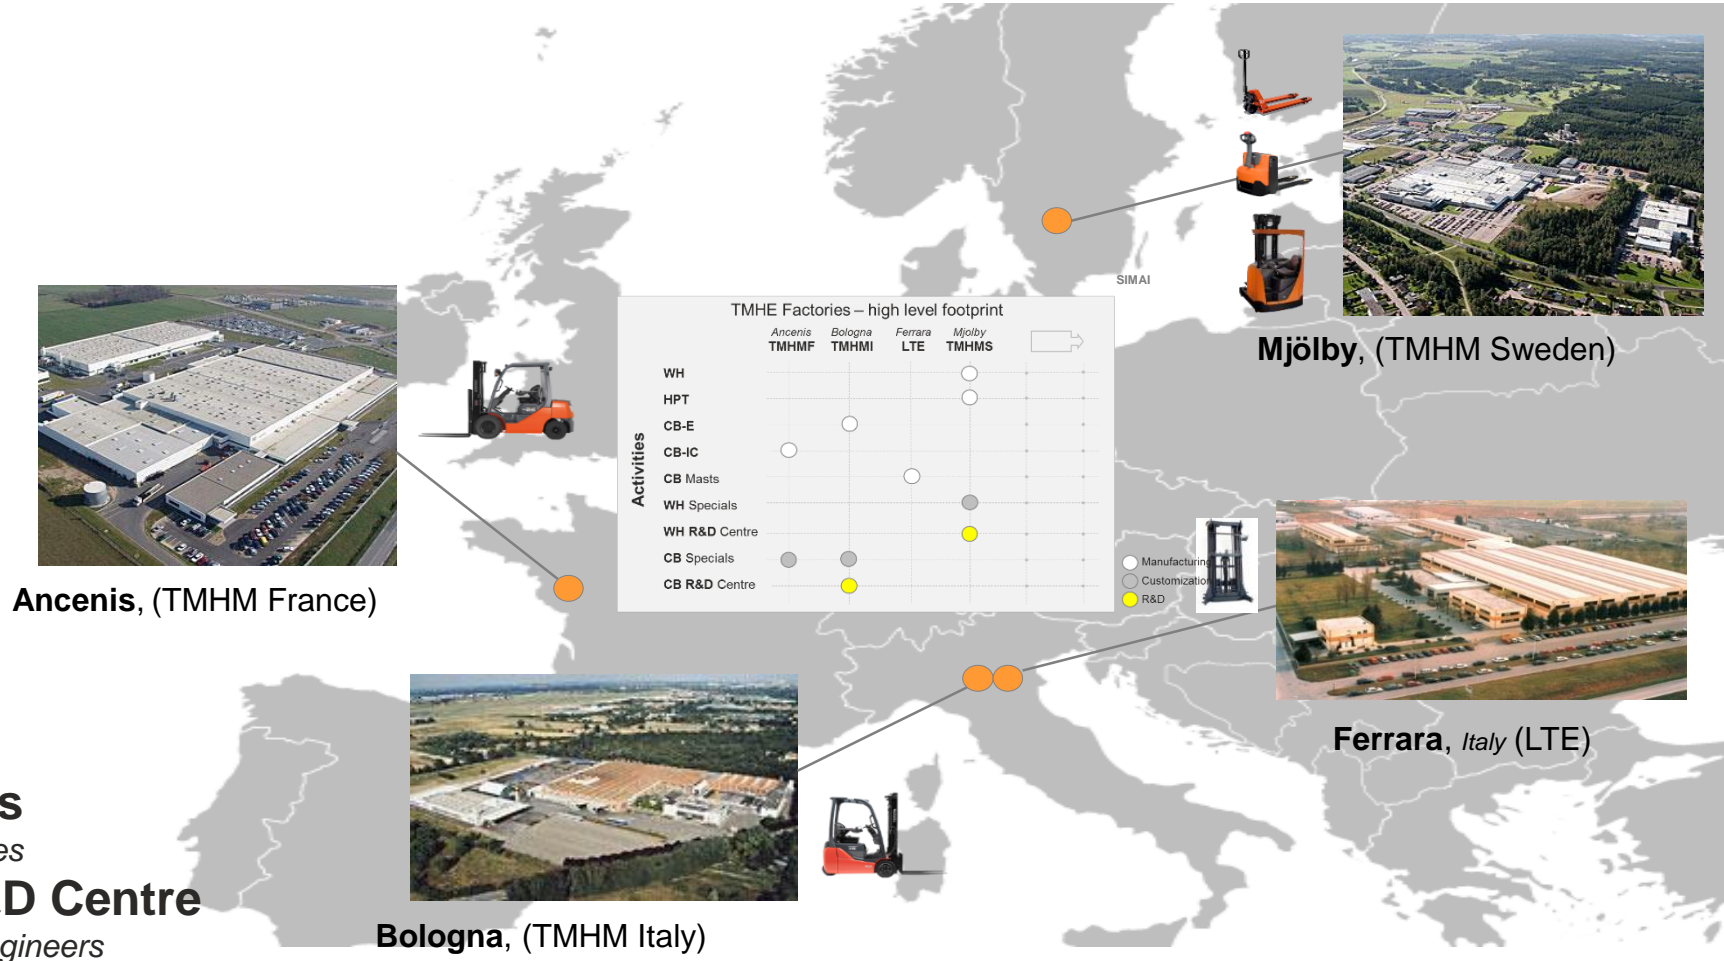 SIMAI
TMHE Factories – high level footprint
Ancenis Bologna Ferrara Mjolby
TMHMF TMHMI LTE TMHMS
Activities
WH
HPT
CB-E
CB-IC
CB Masts
WH Specials
WH R&D Centre
CB Specials
CB R&D Centre
Manufacturing
Customization
R&D
Mjölby, (TMHM Sweden)
Ancenis, (TMHM France)
Ferrara, Italy (LTE)
Bologna, (TMHM Italy)
s
es
D Centre
gineers